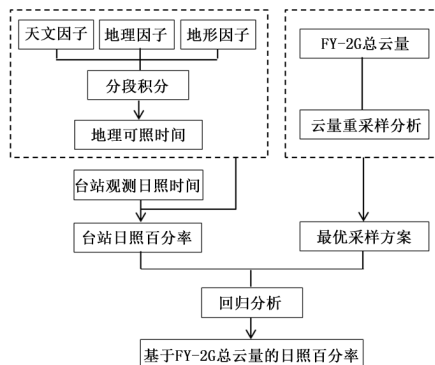 天文因子
地理因子
地形因子
FY-2G总云量
分段积分
云量重采样分析
地理可照时间
台站观测日照时间
台站日照百分率
最优采样方案
回归分析
基于FY-2G总云量的日照百分率